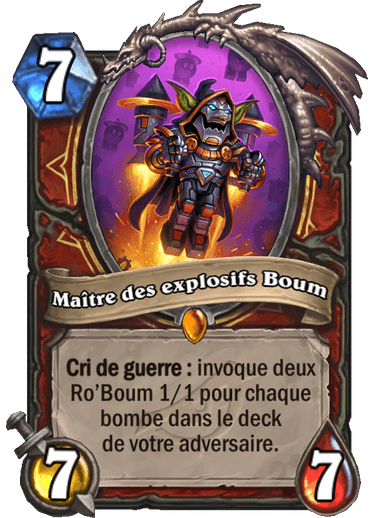 7
Maître des explosifs Boum
Cri de guerre : invoque deux
Ro'Boum 1/1 pour chaque
bombe dans le deck
de votre adversaire.
7
7